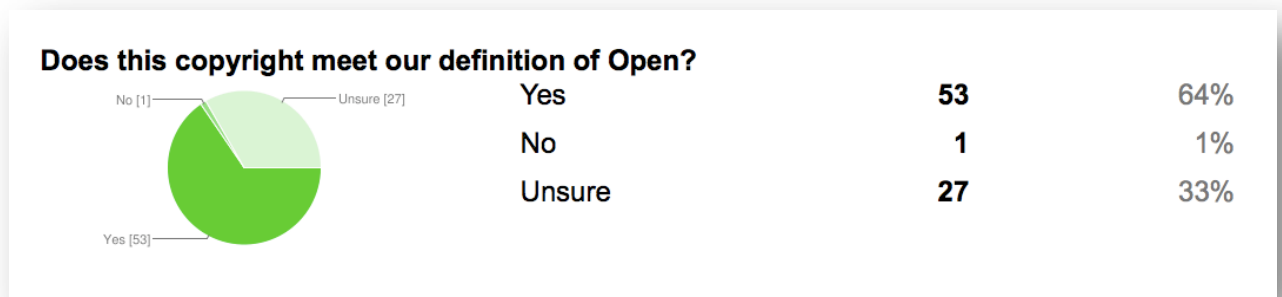 Does this copyright meet our definition of Open?
No [1] Unsure [27] Yes 53 64%
No 1 1%
Unsure 27 33%
Yes [53]